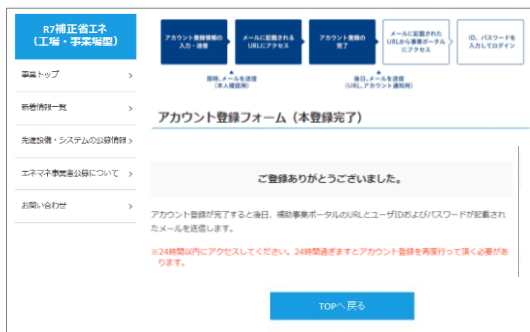 R7補正省エネ
（工場・事業場型）
事業トップ
新着情報一覧
先進設備・システムの公募情報
エネマネ事業者公募について
お問い合わせ
アカウント登録情報の
入力・送信
メールに記載される
URLにアクセス
アカウント登録の
完了
メールに記載された
URLから事業ポータル
にアクセス
ID、パスワードを
入力してログイン
即時、メールを送信
（本人確認用）
後日、メールを送信
（URL、アカウント通知用）
アカウント登録フォーム（本登録完了）
ご登録ありがとうございました。
アカウント登録が完了すると後日、補助事業ポータルのURLとユーザIDおよびパスワードが記載され
たメールを送信します。
※24時間以内にアクセスしてください。24時間過ぎますとアカウント登録を再度行って頂く必要があ
ります。
TOPへ戻る